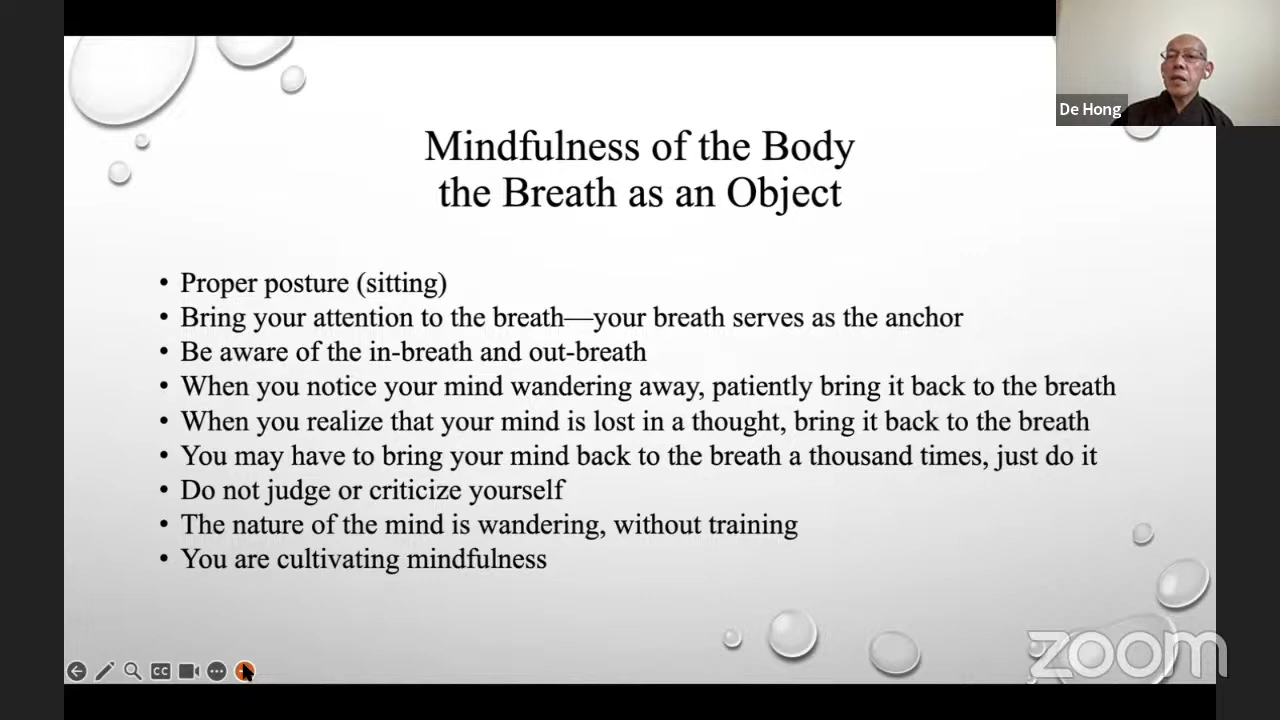 De Hong
Mindfulness of the Body
the Breath as an Object
• Proper posture (sitting)
• Bring your attention to the breath—your breath serves as the anchor
• Be aware of the in-breath and out-breath
• When you notice your mind wandering away, patiently bring it back to the breath
• When you realize that your mind is lost in a thought, bring it back to the breath
• You may have to bring your mind back to the breath a thousand times, just do it
• Do not judge or criticize yourself
• The nature of the mind is wandering, without training
• You are cultivating mindfulness
CC
zoom